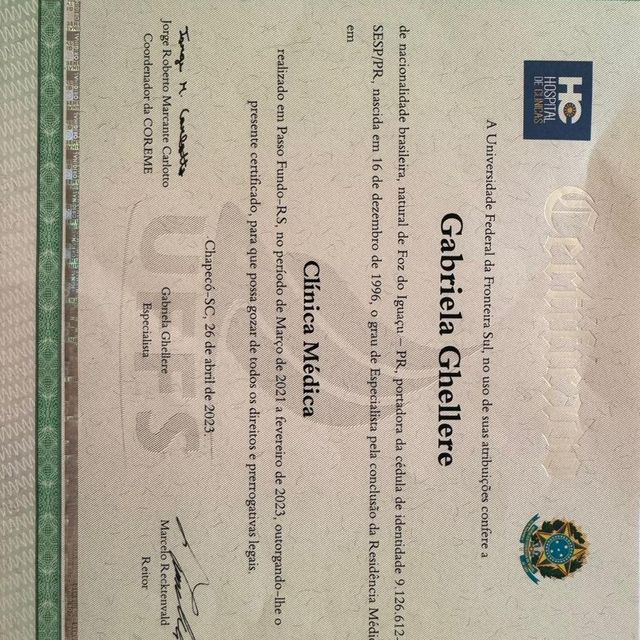 HC
HOSPITAL
DE CLÍNICAS
Certificado
A Universidade Federal da Fronteira Sul, no uso de suas atribuições confere a
Gabriela Ghellere
de nacionalidade brasileira, natural de Foz do Iguaçu – PR, portadora da cédula de identidade 9.126.612-
SESP/PR, nascida em 16 de dezembro de 1996, o grau de Especialista pela conclusão da Residência Médic
em
Clínica Médica
realizado em Passo Fundo-RS, no período de Março de 2021 a fevereiro de 2023, outorgando-lhe o
presente certificado, para que possa gozar de todos os direitos e prerrogativas legais.
Chapecó-SC, 26 de abril de 2023.
Jorge Roberto Marcante Carlotto
Coordenador da COREME
Gabriela Ghellere
Especialista
Marcelo Recktenvald
Reitor
UFFS